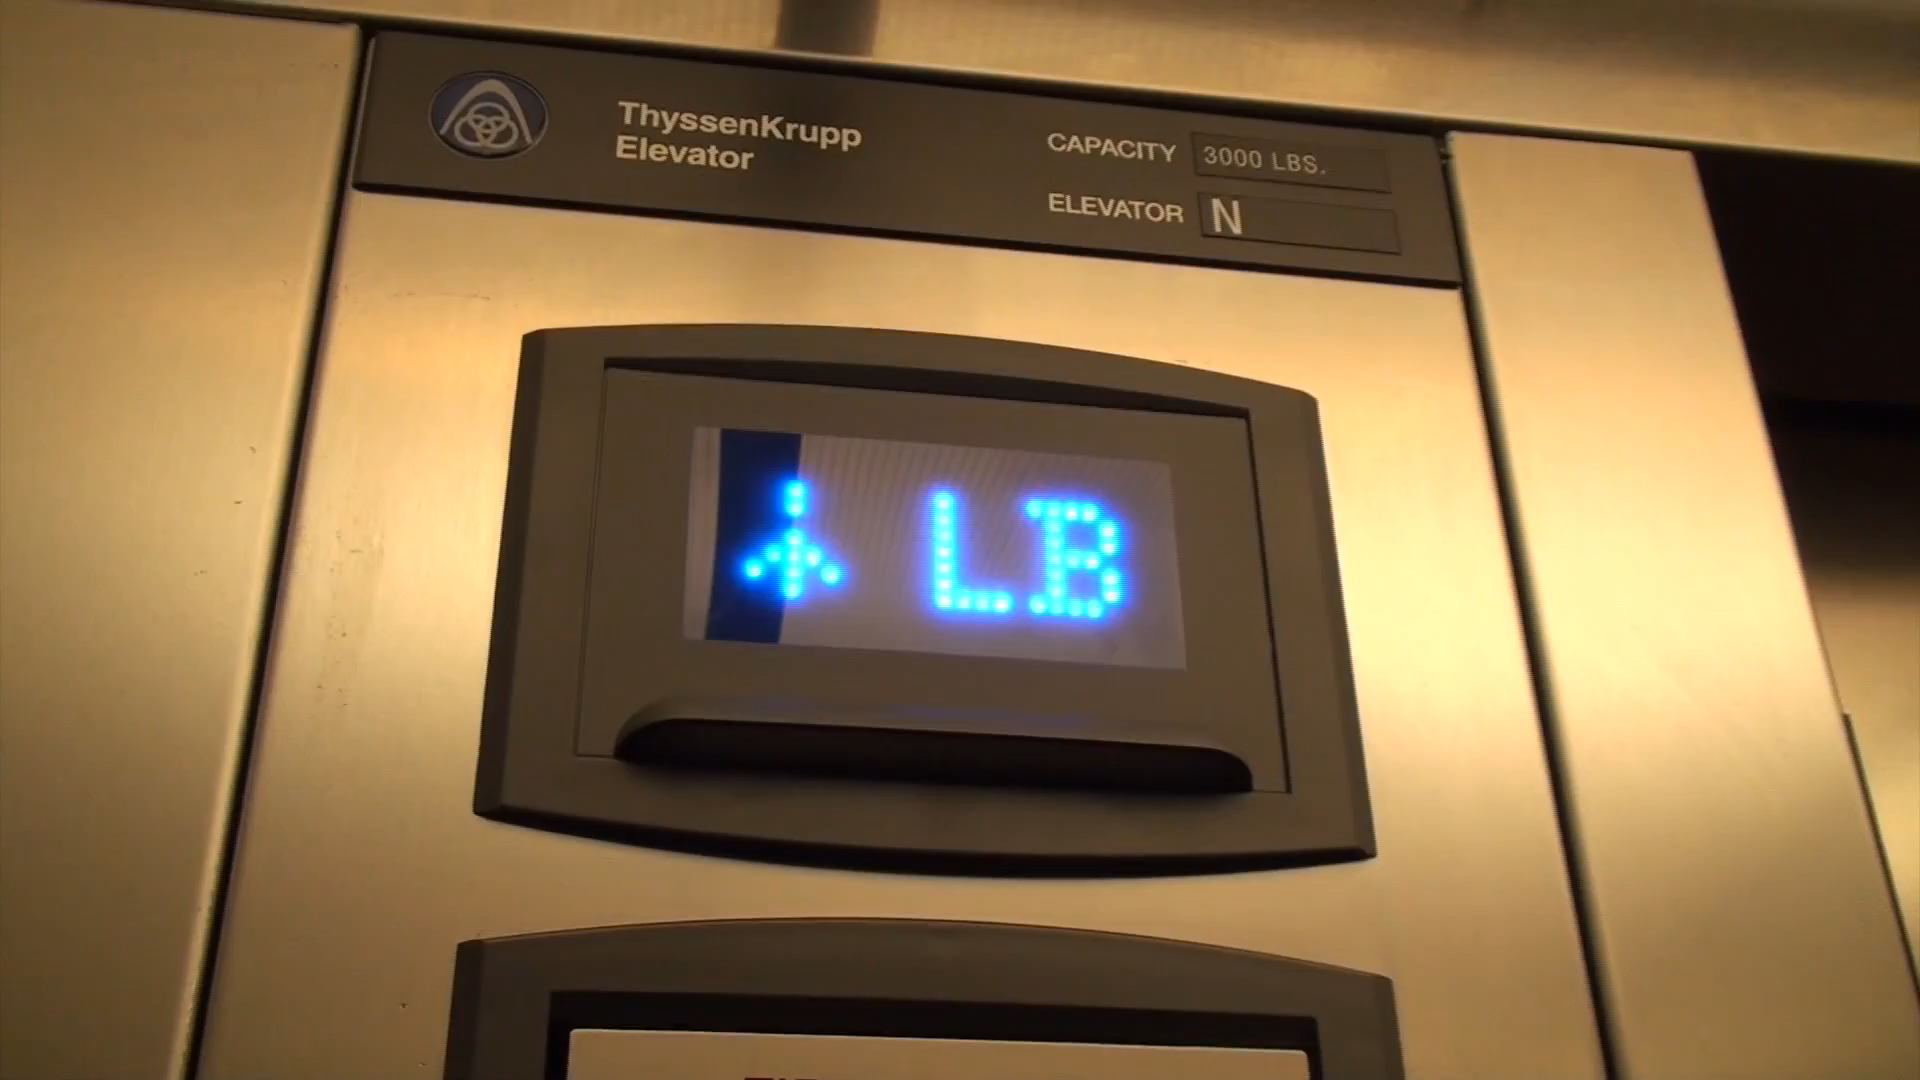 ThyssenKrupp
Elevator
CAPACITY 3000 LBS.
ELEVATOR N
LB